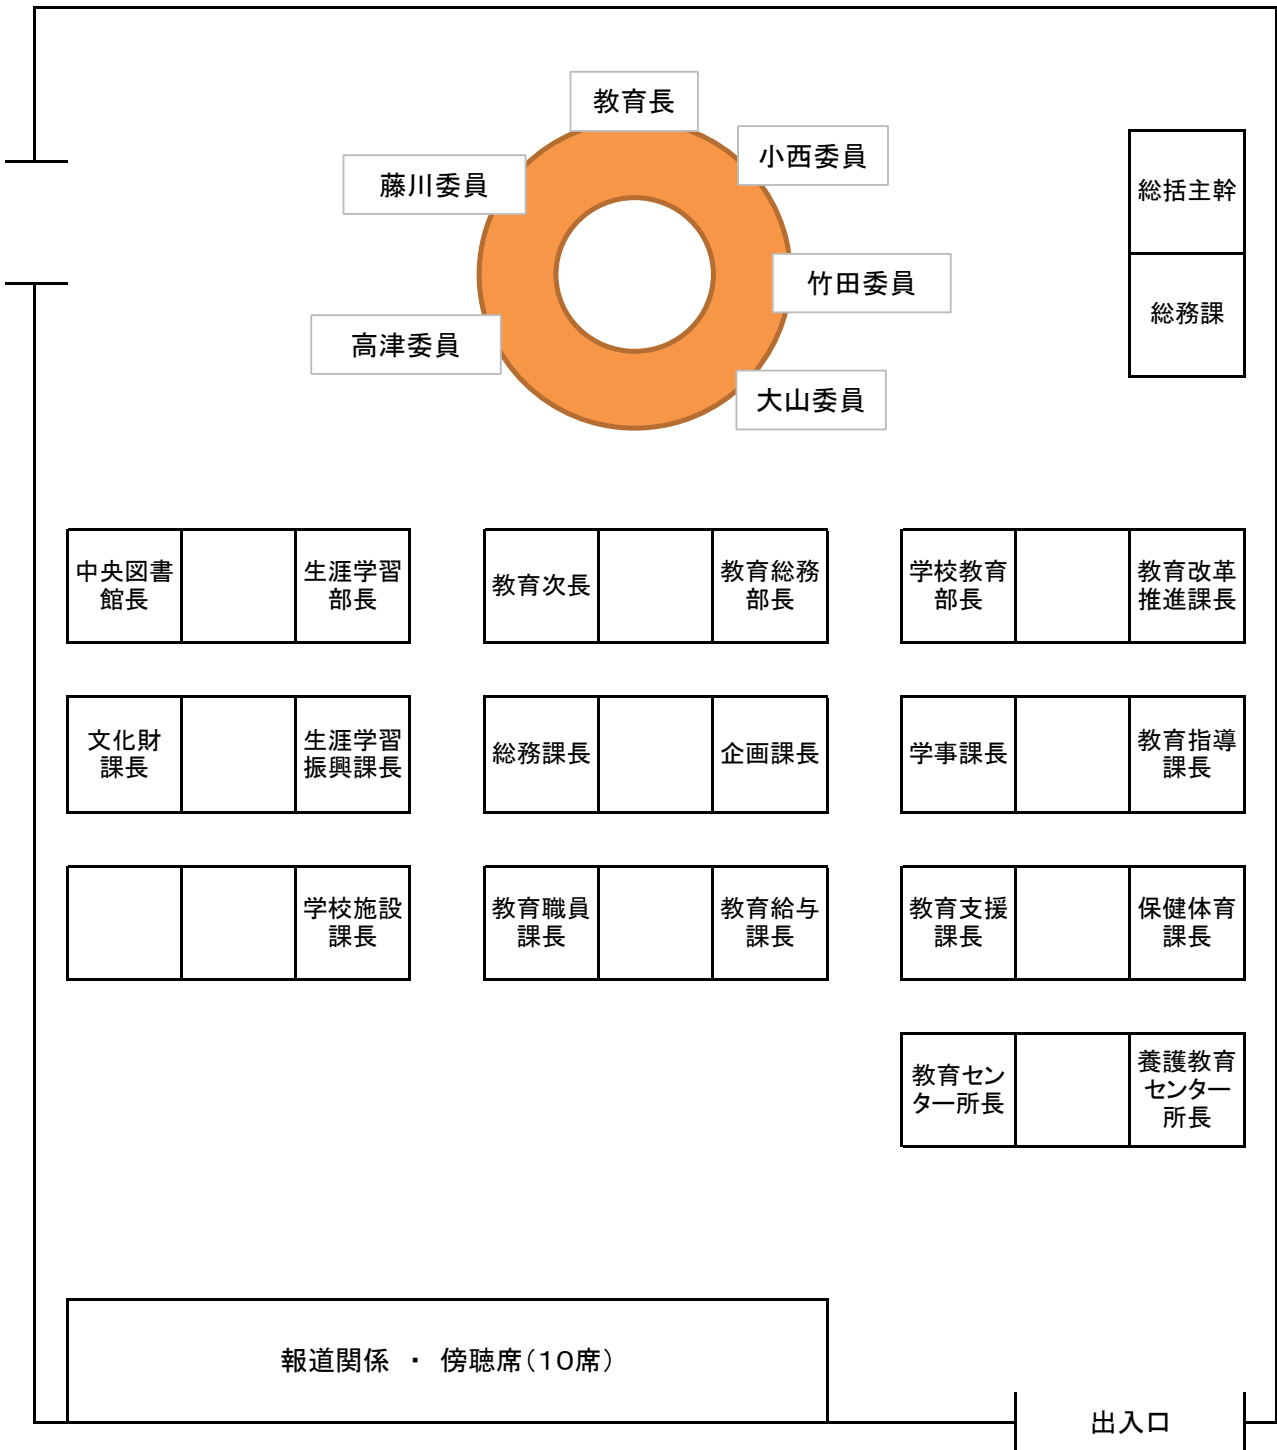 教育長
小西委員
藤川委員
総括主幹
竹田委員
総務課
高津委員
大山委員
中央図書
館長
生涯学習
部長
教育次長
教育総務
部長
学校教育
部長
教育改革
推進課長
文化財
課長
生涯学習
振興課長
総務課長
企画課長
学事課長
教育指導
課長
学校施設
課長
教育職員
課長
教育給与
課長
教育支援
課長
保健体育
課長
教育セン
ター所長
養護教育
センター
所長
報道関係 ・ 傍聴席(10席)
出入口